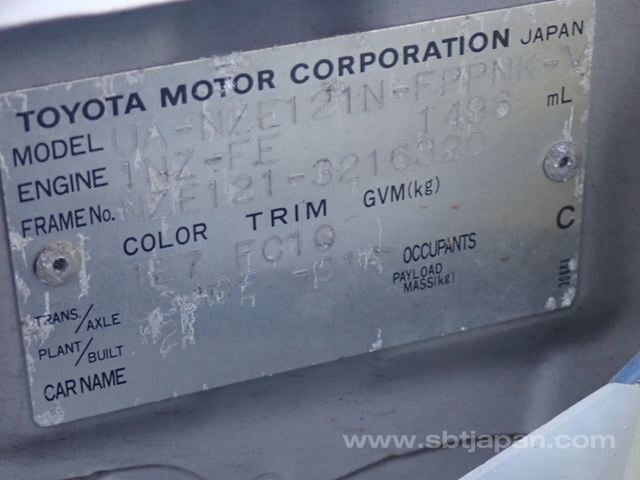 TOYOTA MOTOR CORPORATION JAPAN
MODEL UA-NZE121N-FPPNK-V
ENGINE 1NZ-FE 1496 mL
FRAME No. NZE121-3216320
COLOR TRIM GVM(kg)
1E7 FC10 C
TRANS./AXLE OCCUPANTS
PLANT/BUILT PAYLOAD MASS(kg)
CAR NAME
www.sbtjapan.com